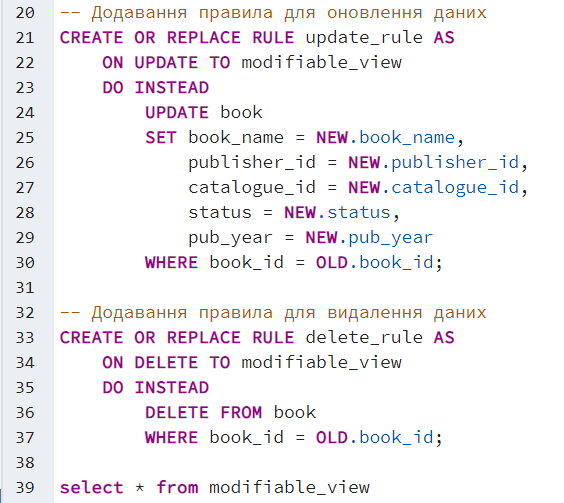 20 -- Додавання правила для оновлення даних
21 CREATE OR REPLACE RULE update_rule AS
22     ON UPDATE TO modifiable_view
23     DO INSTEAD
24         UPDATE book
25         SET book_name = NEW.book_name,
26             publisher_id = NEW.publisher_id,
27             catalogue_id = NEW.catalogue_id,
28             status = NEW.status,
29             pub_year = NEW.pub_year
30         WHERE book_id = OLD.book_id;
31
32 -- Додавання правила для видалення даних
33 CREATE OR REPLACE RULE delete_rule AS
34     ON DELETE TO modifiable_view
35     DO INSTEAD
36         DELETE FROM book
37         WHERE book_id = OLD.book_id;
38
39 select * from modifiable_view